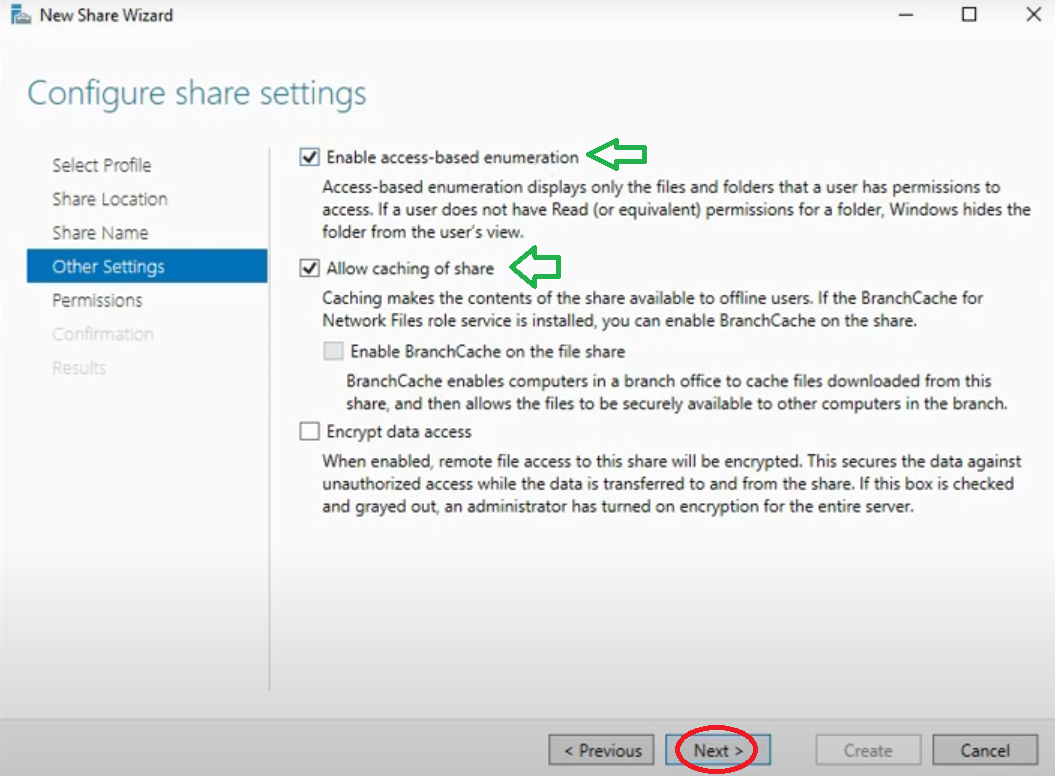 New Share Wizard
Configure share settings
Select Profile
Share Location
Share Name
Other Settings
Permissions
Confirmation
Results
Enable access-based enumeration
Access-based enumeration displays only the files and folders that a user has permissions to
access. If a user does not have Read (or equivalent) permissions for a folder, Windows hides the
folder from the user's view.
Allow caching of share
Caching makes the contents of the share available to offline users. If the BranchCache for
Network Files role service is installed, you can enable BranchCache on the share.
Enable BranchCache on the file share
BranchCache enables computers in a branch office to cache files downloaded from this
share, and then allows the files to be securely available to other computers in the branch.
Encrypt data access
When enabled, remote file access to this share will be encrypted. This secures the data against
unauthorized access while the data is transferred to and from the share. If this box is checked
and grayed out, an administrator has turned on encryption for the entire server.
< Previous
Next >
Create
Cancel